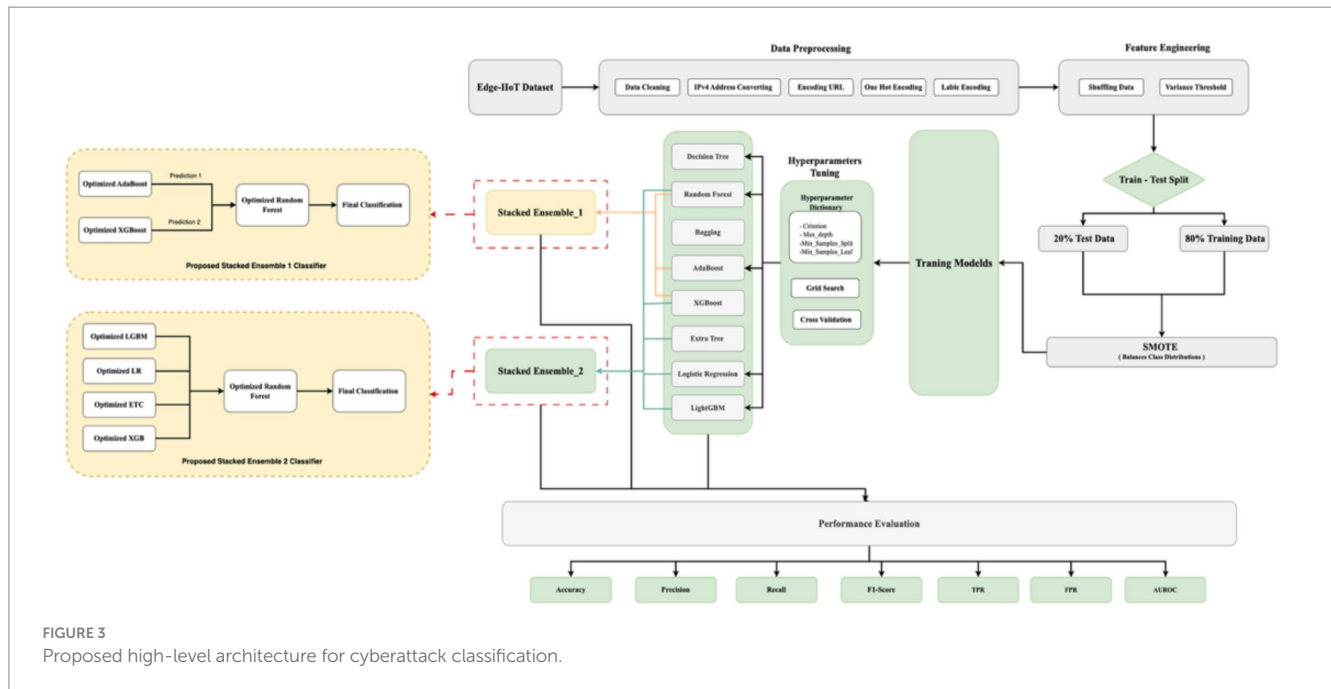 Data Preprocessing
Feature Engineering
Edge-IIoT Dataset
Data Cleaning
IPv4 Address Converting
Encoding URL
One Hot Encoding
Lable Encoding
Shuffling Data
Variance Threshold
Train - Test Split
20% Test Data
80% Training Data
SMOTE
( Balances Class Distributions )
Traning Modelds
Hyperparameters
Tuning
Hyperparameter
Dictionary
- Criterion
- Max_depth
-Min_Samples_Split
-Min_Samples_Leaf
Grid Search
Cross Validation
Decision Tree
Random Forest
Bagging
AdaBoost
XGBoost
Extra Tree
Logistic Regression
LightGBM
Stacked Ensemble_1
Stacked Ensemble_2
Optimized AdaBoost
Prediction 1
Optimized XGBoost
Prediction 2
Optimized Random
Forest
Final Classification
Proposed Stacked Ensemble 1 Classifier
Optimized LGBM
Optimized LR
Optimized ETC
Optimized XGB
Optimized Random
Forest
Final Classification
Proposed Stacked Ensemble 2 Classifier
Performance Evaluation
Accuracy
Precision
Recall
F1-Score
TPR
FPR
AUROC
FIGURE 3
Proposed high-level architecture for cyberattack classification.